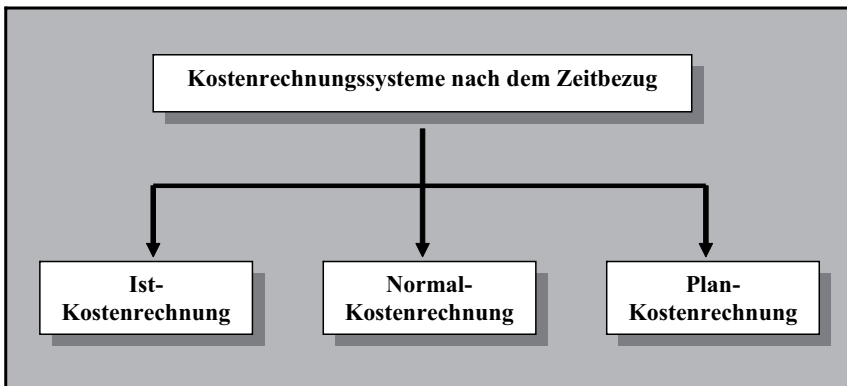 Kostenrechnungssysteme nach dem Zeitbezug
Ist-
Kostenrechnung
Normal-
Kostenrechnung
Plan-
Kostenrechnung